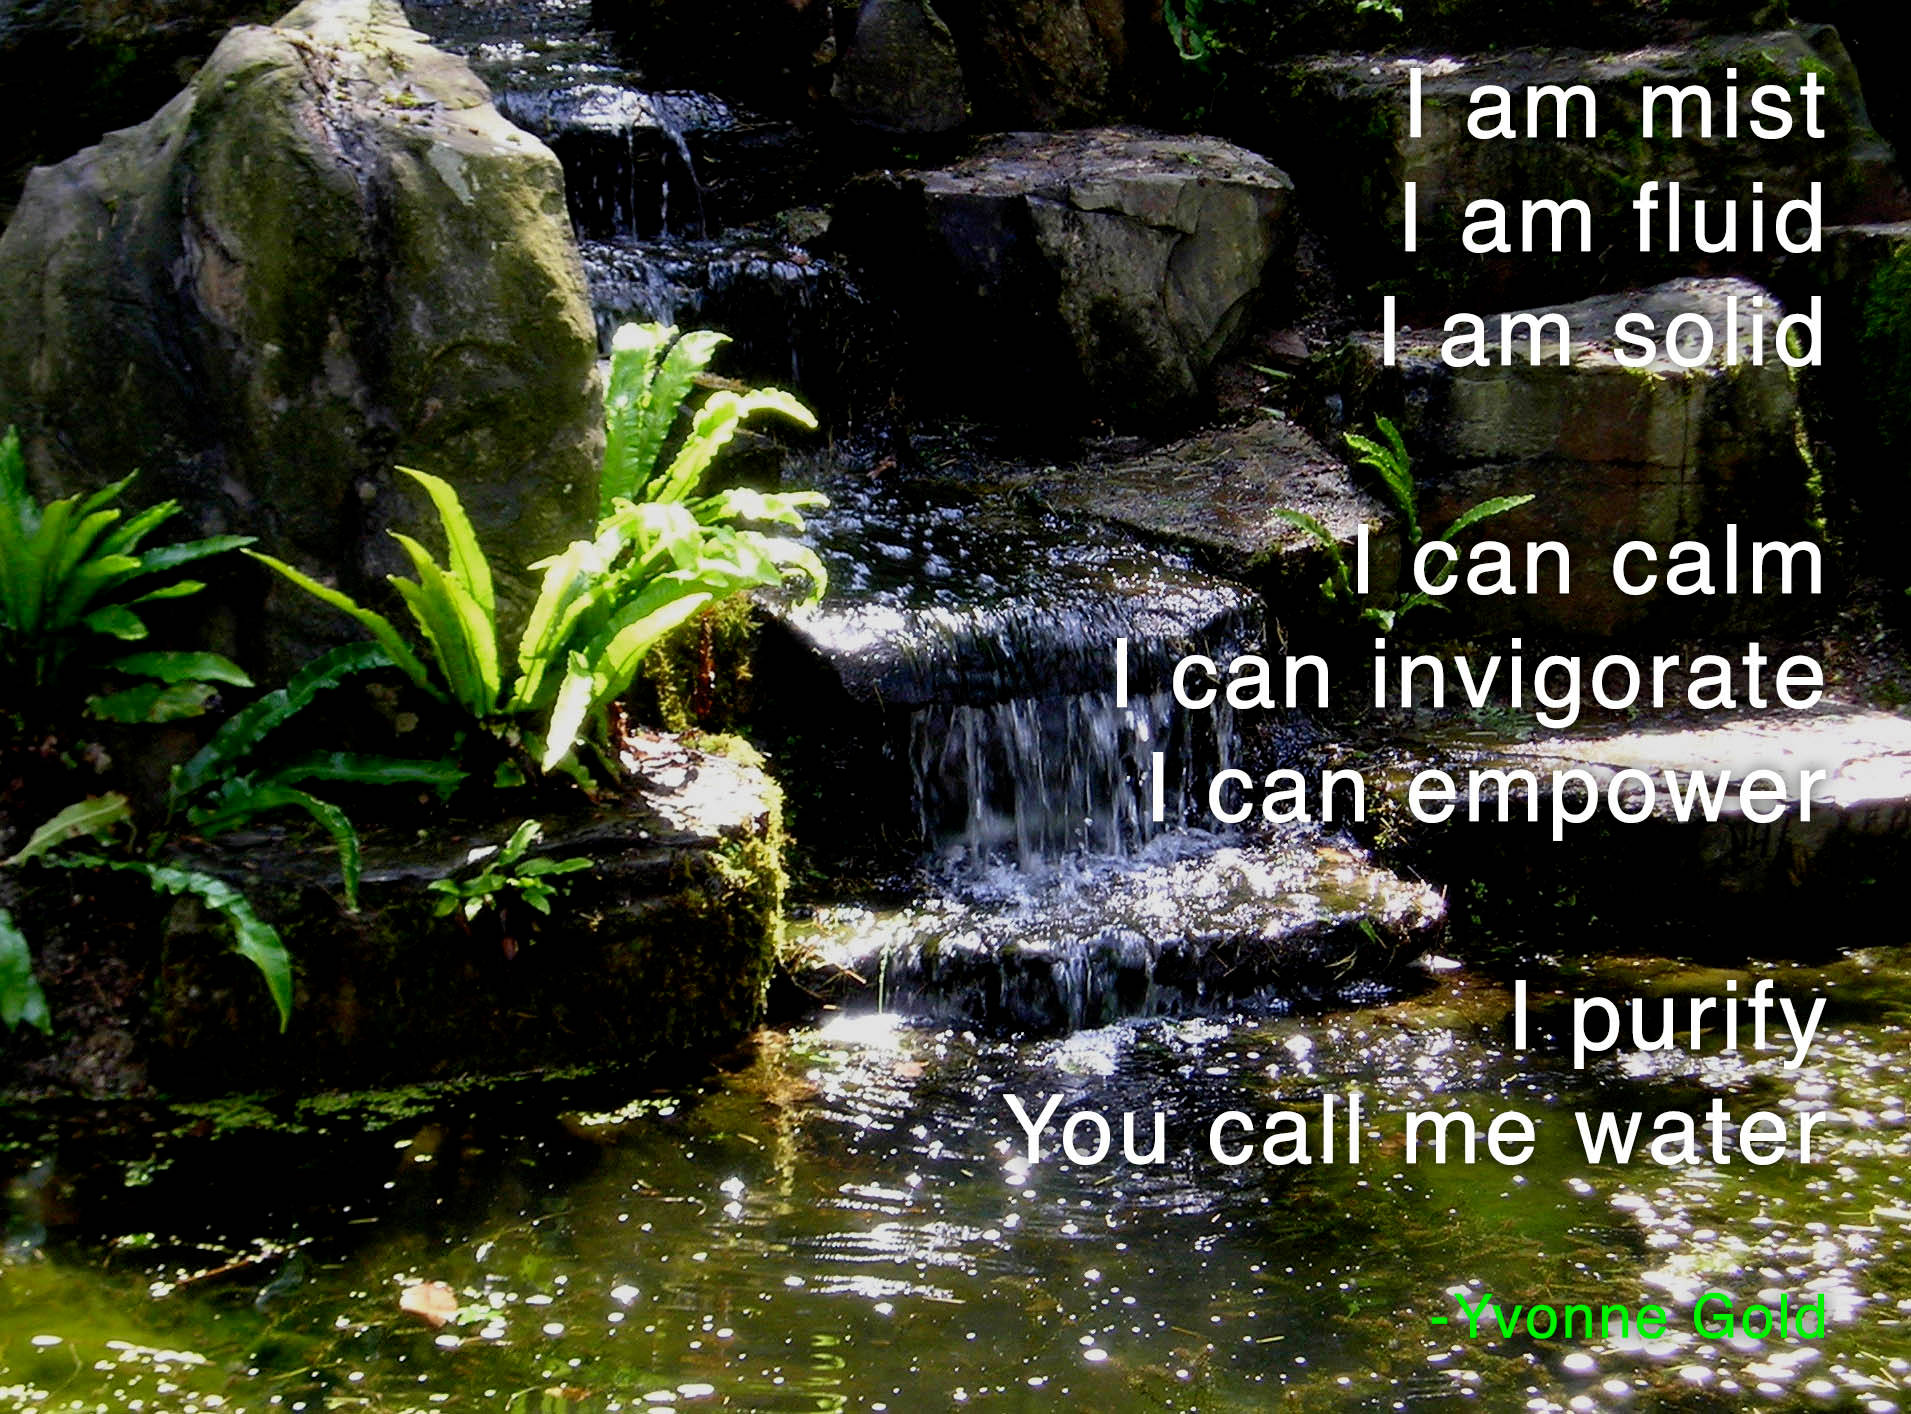 I am mist
I am fluid
I am solid
I can calm
I can invigorate
I can empower
I purify
You call me water
-Yvonne Gold